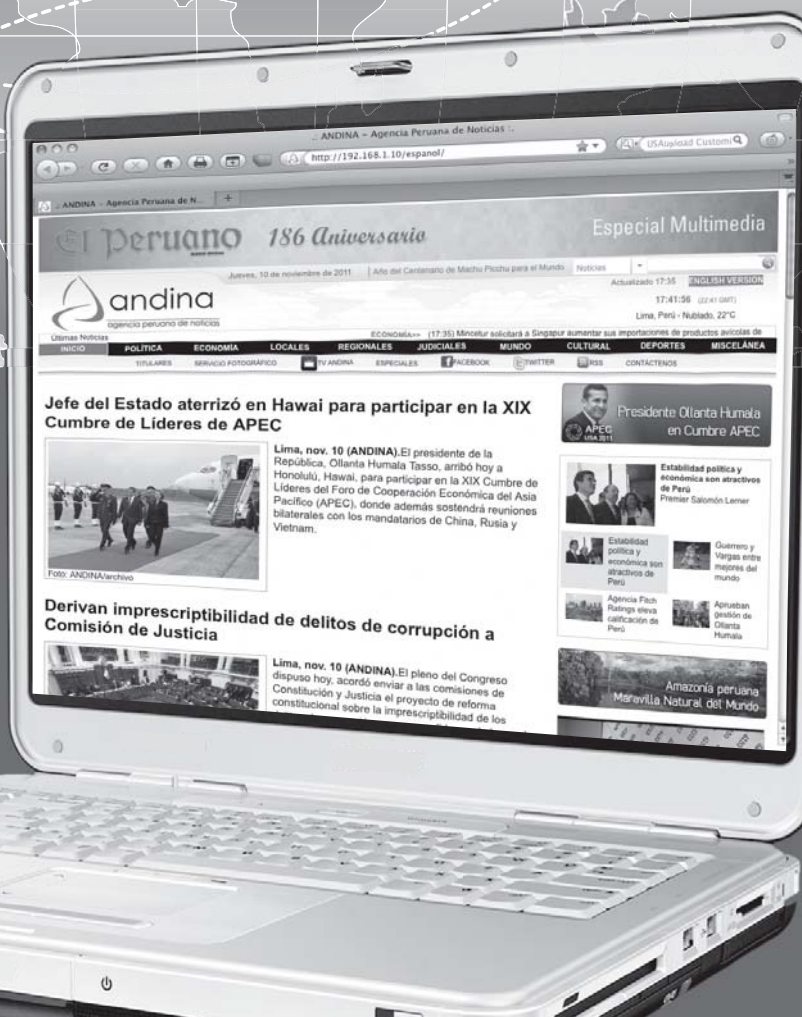 .: ANDINA - Agencia Peruana de Noticias :.
http://192.168.1.10/espanol/
USAupload Customi
.: ANDINA - Agencia Peruana de N...
El Peruano
186 Aniversario
Especial Multimedia
Jueves, 10 de noviembre de 2011
Año del Centenario de Machu Picchu para el Mundo
Noticias
andina
agencia peruana de noticias
Actualizado 17:35
ENGLISH VERSION
17:41:56 (22:41 GMT)
Lima, Perú - Nublado, 22°C
Últimas Noticias
ECONOMÍA>> (17:35) Mincetur solicitará a Singapur aumentar sus importaciones de productos avícolas de
INICIO POLÍTICA ECONOMÍA LOCALES REGIONALES JUDICIALES MUNDO CULTURAL DEPORTES MISCELÁNEA
TITULARES SERVICIO FOTOGRÁFICO TV ANDINA ESPECIALES FACEBOOK TWITTER RSS CONTÁCTENOS
Jefe del Estado aterrizó en Hawai para participar en la XIX
Cumbre de Líderes de APEC
Lima, nov. 10 (ANDINA).El presidente de la
República, Ollanta Humala Tasso, arribó hoy a
Honolulú, Hawai, para participar en la XIX Cumbre de
Líderes del Foro de Cooperación Económica del Asia
Pacífico (APEC), donde además sostendrá reuniones
bilaterales con los mandatarios de China, Rusia y
Vietnam.
Foto: ANDINA/archivo
Derivan imprescriptibilidad de delitos de corrupción a
Comisión de Justicia
Lima, nov. 10 (ANDINA).El pleno del Congreso
dispuso hoy, acordó enviar a las comisiones de
Constitución y Justicia el proyecto de reforma
constitucional sobre la imprescriptibilidad de los
APEC
USA 2011
Presidente Ollanta Humala
en Cumbre APEC
Estabilidad política y
económica son atractivos
de Perú
Premier Salomón Lerner
Estabilidad
política y
económica son
atractivos de
Perú
Guerrero y
Vargas entre
mejores del
mundo
Agencia Fitch
Ratings eleva
calificación de
Perú
Aprueban
gestión de
Ollanta
Humala
Amazonía peruana
Maravilla Natural del Mundo